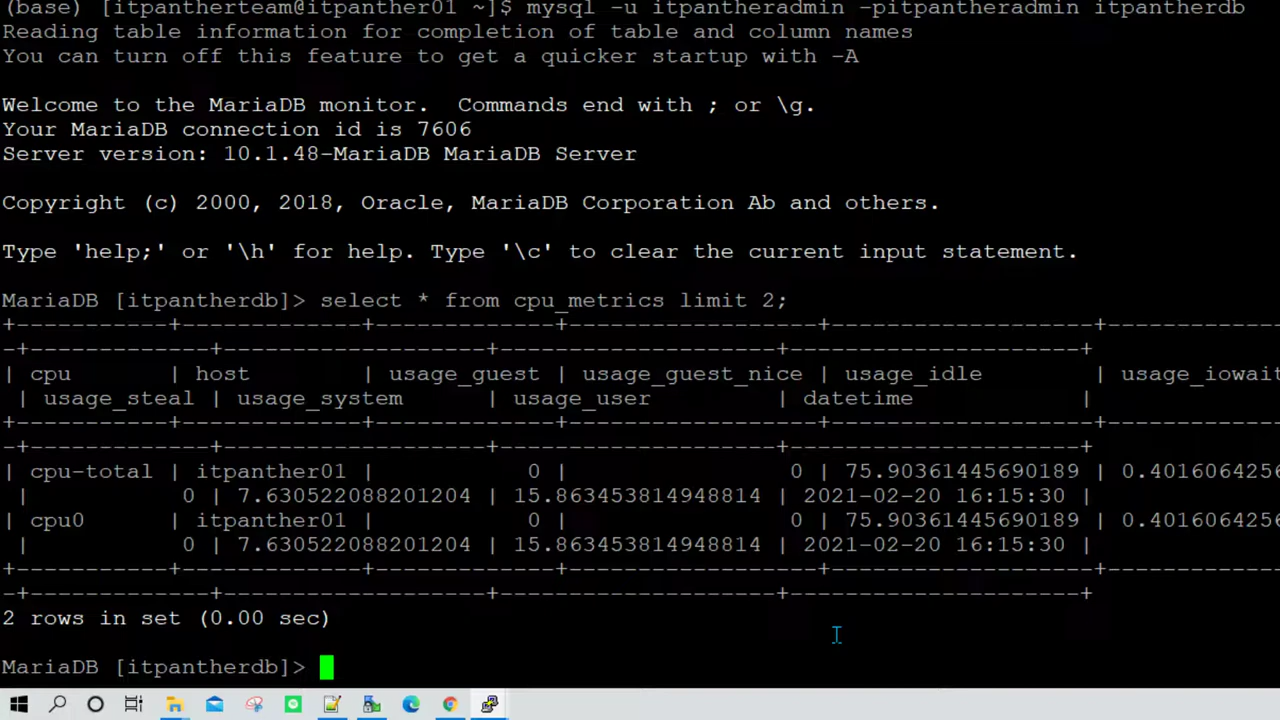 (base) [itpantherteam@itpanther01 ~]$ mysql -u itpantheradmin -pitpantheradmin itpantherdb
Reading table information for completion of table and column names
You can turn off this feature to get a quicker startup with -A
Welcome to the MariaDB monitor.  Commands end with ; or \g.
Your MariaDB connection id is 7606
Server version: 10.1.48-MariaDB MariaDB Server
Copyright (c) 2000, 2018, Oracle, MariaDB Corporation Ab and others.
Type 'help;' or '\h' for help. Type '\c' to clear the current input statement.
MariaDB [itpantherdb]> select * from cpu_metrics limit 2;
+-----------+-------------+-------------+------------------+-------------------+-------------
-+-------------+-------------------+--------------------+---------------------+
| cpu       | host        | usage_guest | usage_guest_nice | usage_idle        | usage_iowait
 | usage_steal | usage_system      | usage_user         | datetime            |
+-----------+-------------+-------------+------------------+-------------------+-------------
-+-------------+-------------------+--------------------+---------------------+
| cpu-total | itpanther01 |           0 |                0 | 75.90361445690189 | 0.4016064256
 |           0 | 7.630522088201204 | 15.863453814948814 | 2021-02-20 16:15:30 |
| cpu0      | itpanther01 |           0 |                0 | 75.90361445690189 | 0.4016064256
 |           0 | 7.630522088201204 | 15.863453814948814 | 2021-02-20 16:15:30 |
+-----------+-------------+-------------+------------------+-------------------+-------------
-+-------------+-------------------+--------------------+---------------------+
2 rows in set (0.00 sec)
MariaDB [itpantherdb]>